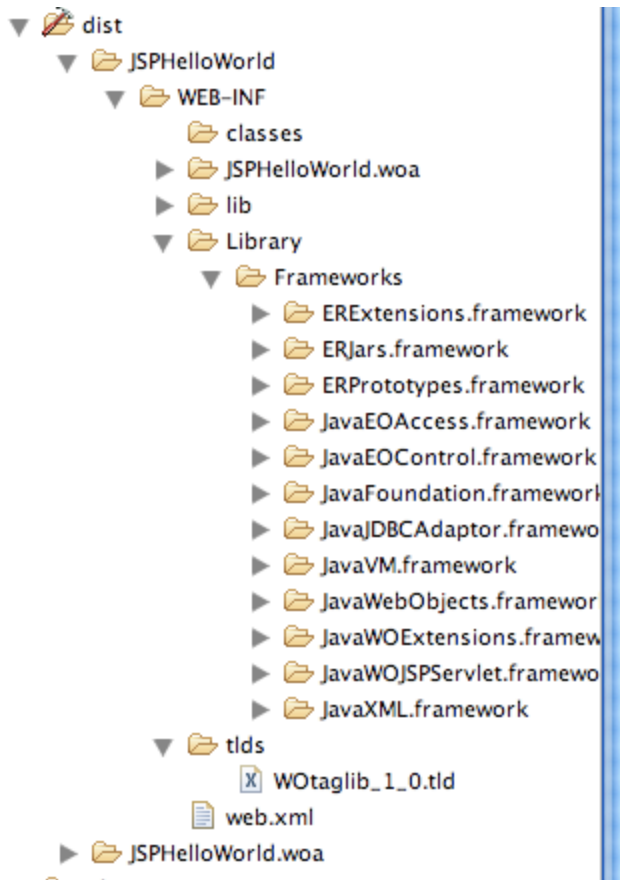 dist
JSPHelloWorld
WEB-INF
classes
JSPHelloWorld.woa
lib
Library
Frameworks
ERExtensions.framework
ERJars.framework
ERPrototypes.framework
JavaEOAccess.framework
JavaEOControl.framework
JavaFoundation.framework
JavaJDBCAdaptor.framewo
JavaVM.framework
JavaWebObjects.framewor
JavaWOExtensions.framew
JavaWOJSPServlet.framewo
JavaXML.framework
tlds
WOtaglib_1_0.tld
web.xml
JSPHelloWorld.woa